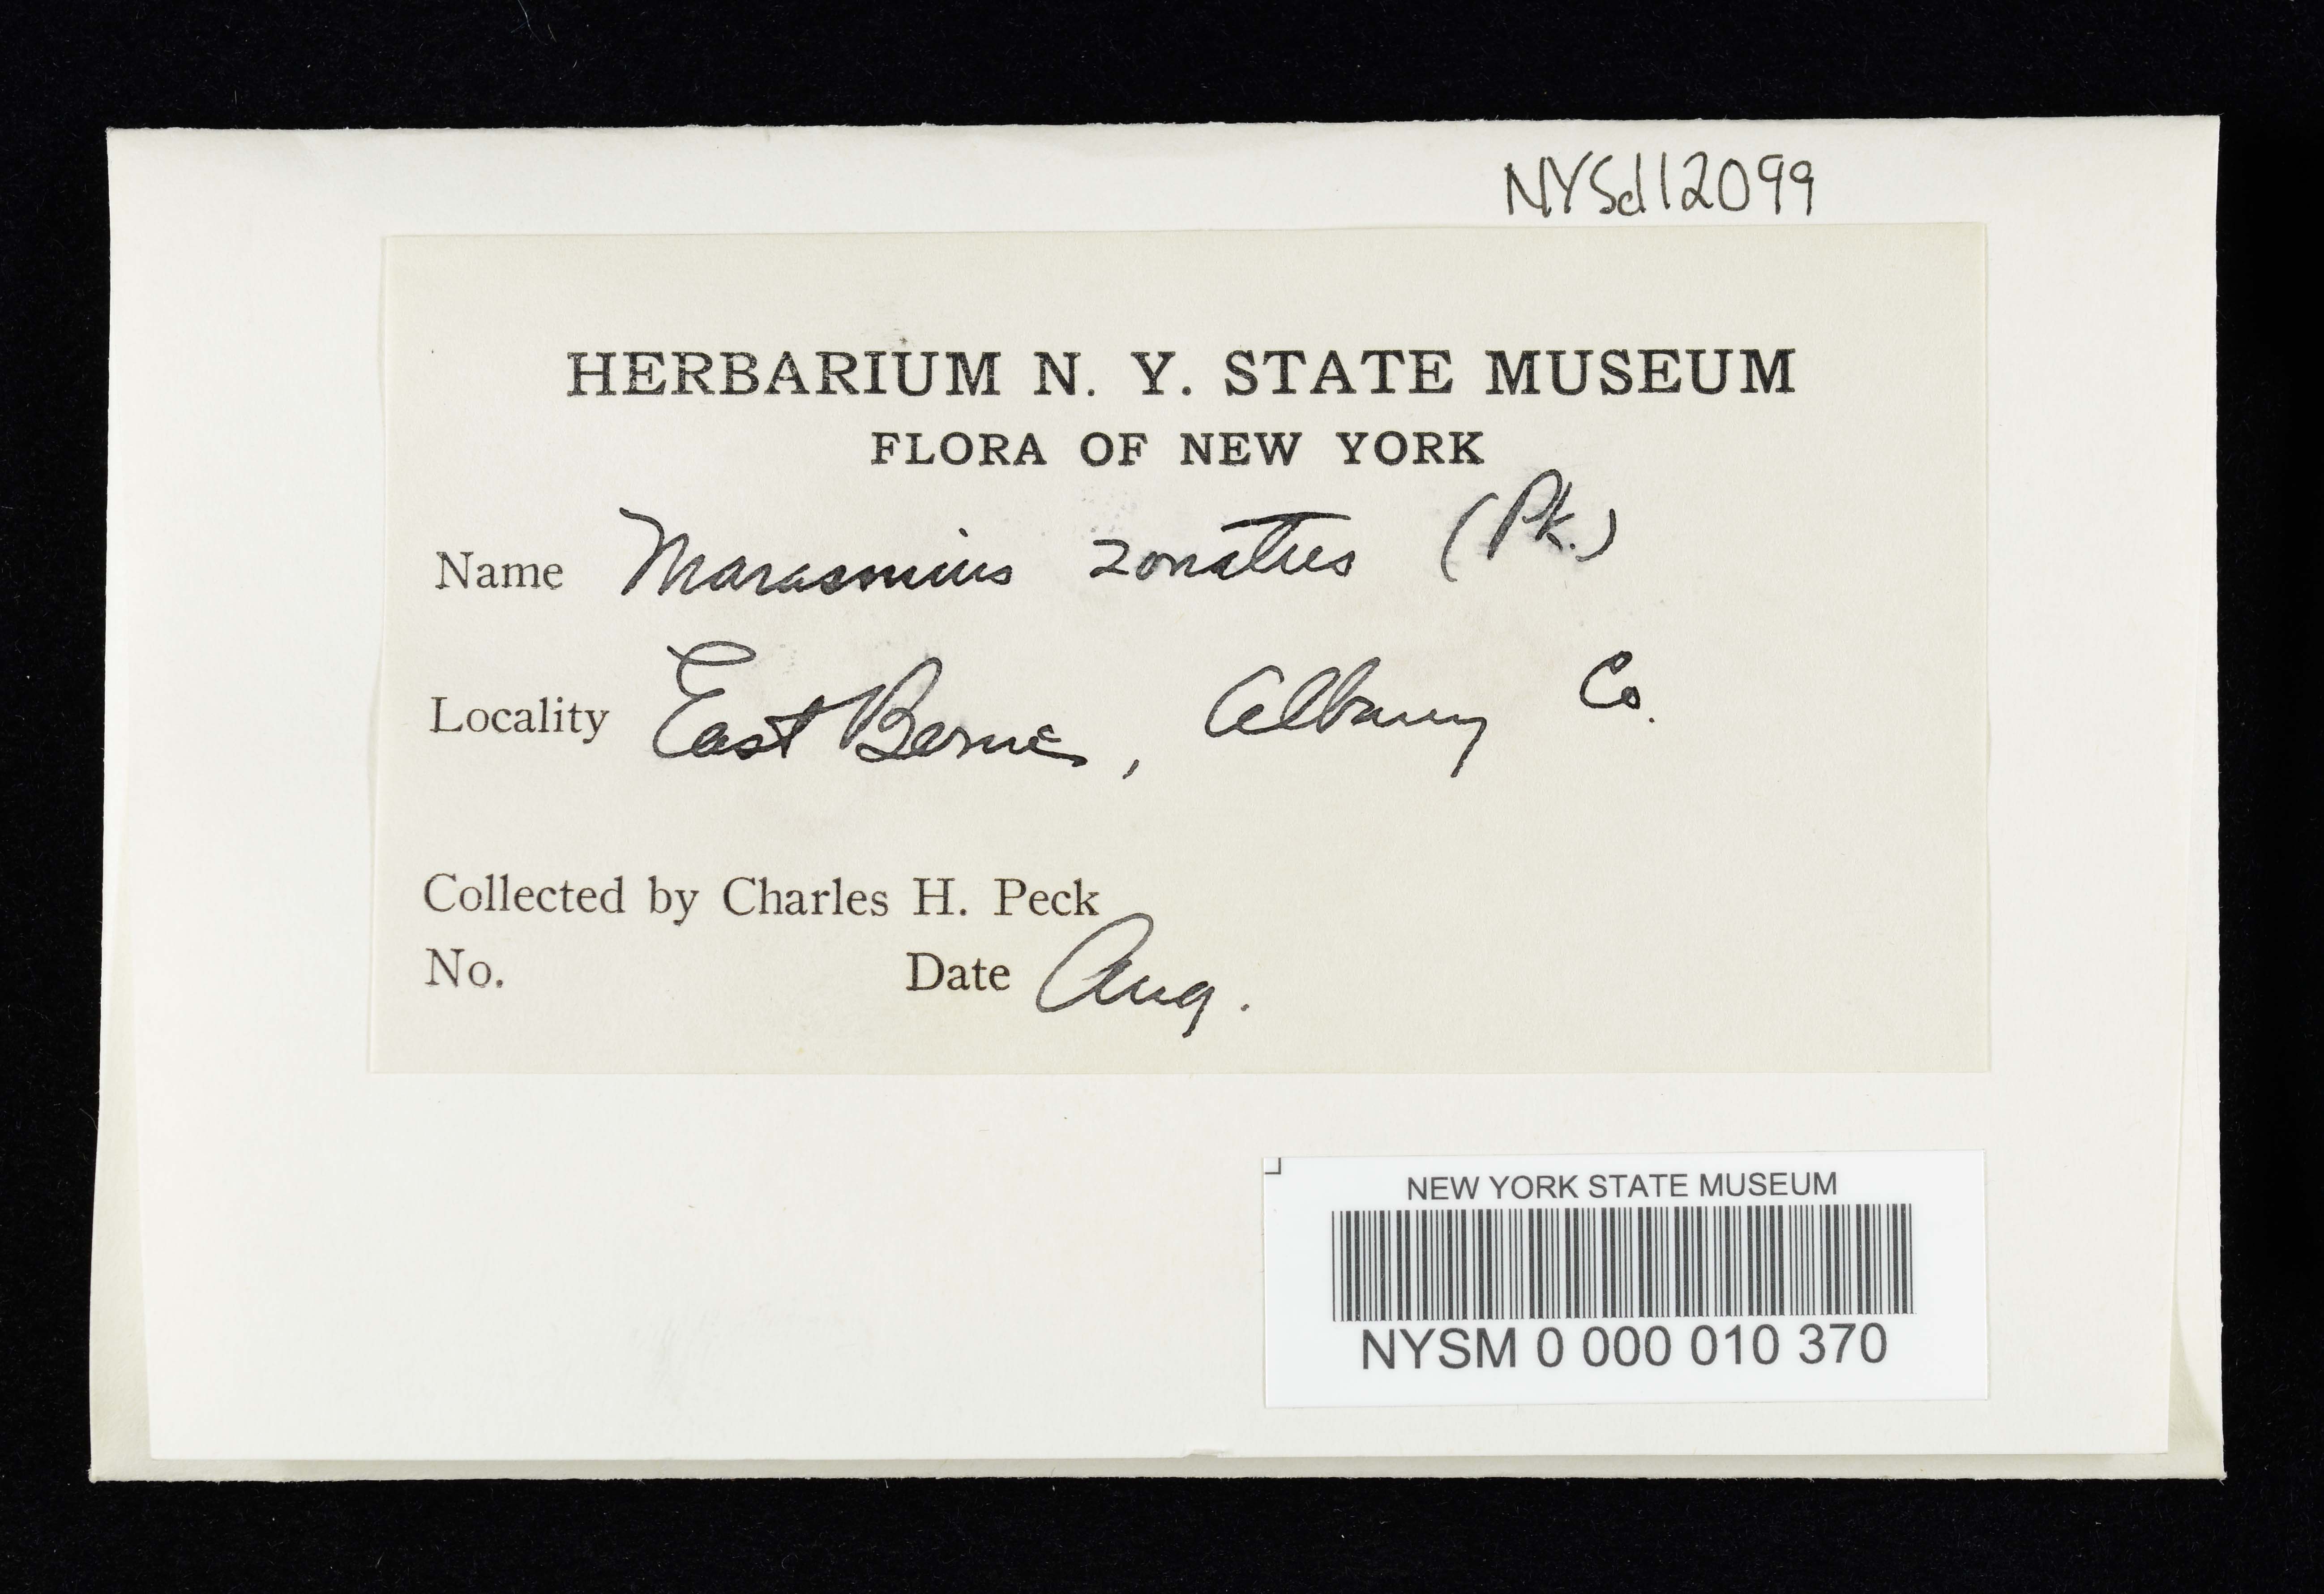 NYSd12099
HERBARIUM N. Y. STATE MUSEUM
FLORA OF NEW YORK
Name Marasmius zonatus (Pk.)
Locality East Berne, Albany Co.
Collected by Charles H. Peck
No. Date Aug.
NEW YORK STATE MUSEUM
NYSM 0 000 010 370